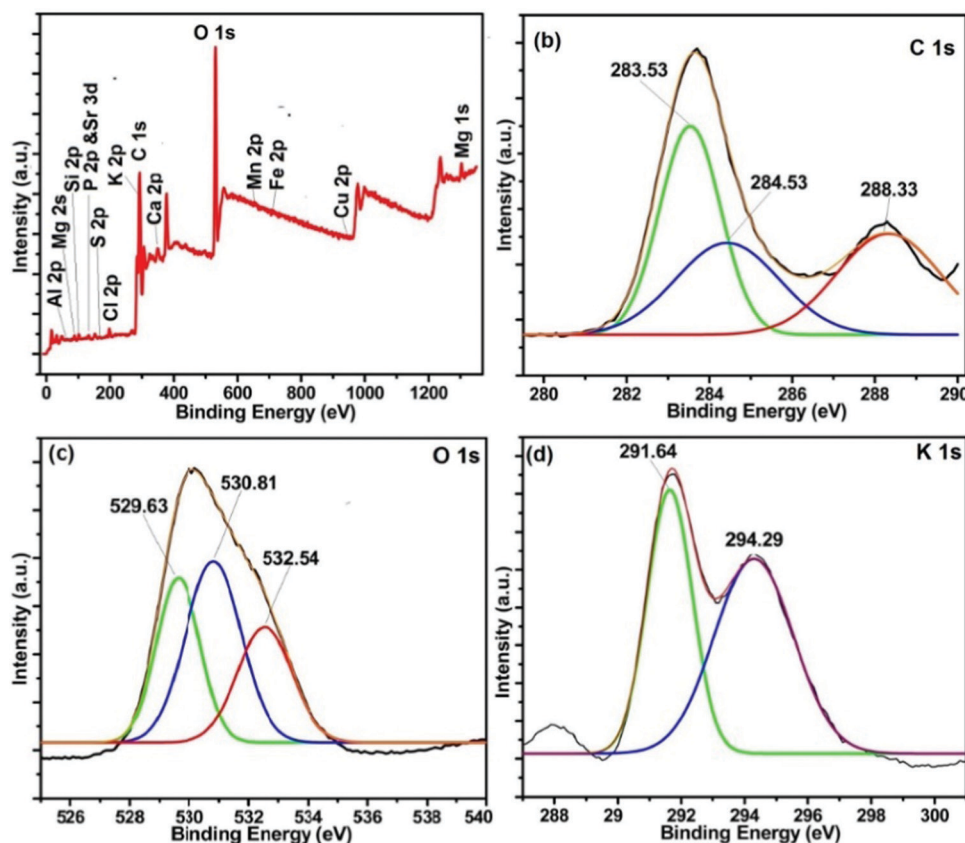 O 1s
Al 2p
Mg 2s
Si 2p
P 2p &Sr 3d
S 2p
Cl 2p
K 2p
C 1s
Ca 2p
Mn 2p
Fe 2p
Cu 2p
Mg 1s
Intensity (a.u.)
0 200 400 600 800 1000 1200
Binding Energy (eV)
(b)
C 1s
283.53
284.53
288.33
Intensity (a.u.)
280 282 284 286 288 290
Binding Energy (eV)
(c)
O 1s
529.63
530.81
532.54
Intensity (a.u.)
526 528 530 532 534 536 538 540
Binding Energy (eV)
(d)
K 1s
291.64
294.29
Intensity (a.u.)
288 29 292 294 296 298 300
Binding Energy (eV)